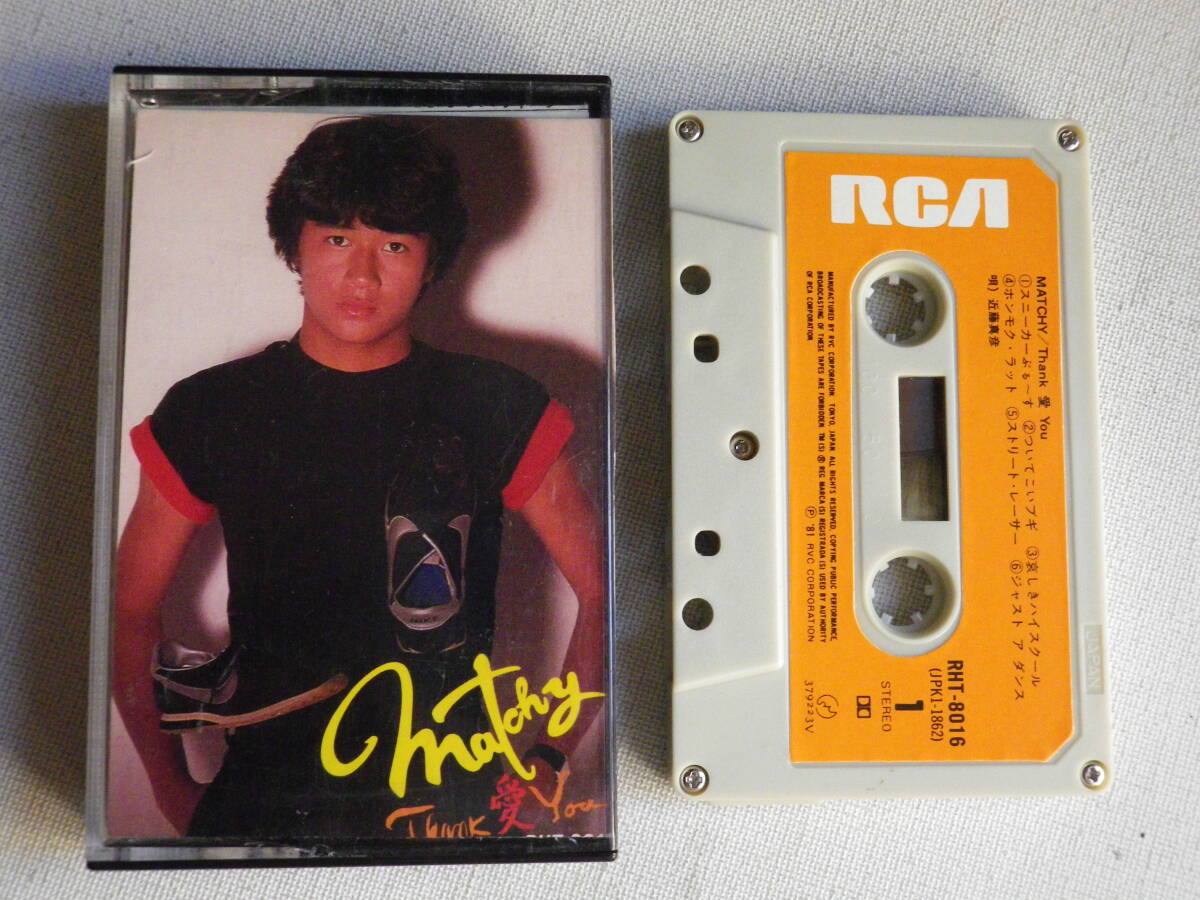 Matchy
Thank 愛 You
RCA
MATCHY/Thank 愛 You
①スニーカーぶる〜す ②ついてこいブギ ③哀しきハイスクール
④ホンモク・ラット ⑤ストリート・レーサー ⑥ジャスト ア ダンス
唄) 近藤真彦
MANUFACTURED BY RVC CORPORATION. TOKYO, JAPAN. ALL RIGHTS RESERVED, COPYING PUBLIC PERFORMANCE,
BROADCASTING OF THESE TAPES ARE FORBIDDEN TM(S) ® REG. MARCA(S) REGISTRADA(S) USED BY AUTHORITY
OF RCA CORPORATION.
Ⓟ '81 RVC CORPORATION
RHT-8016
(JPK1-1862)
1
STEREO
379223V
JAPAN